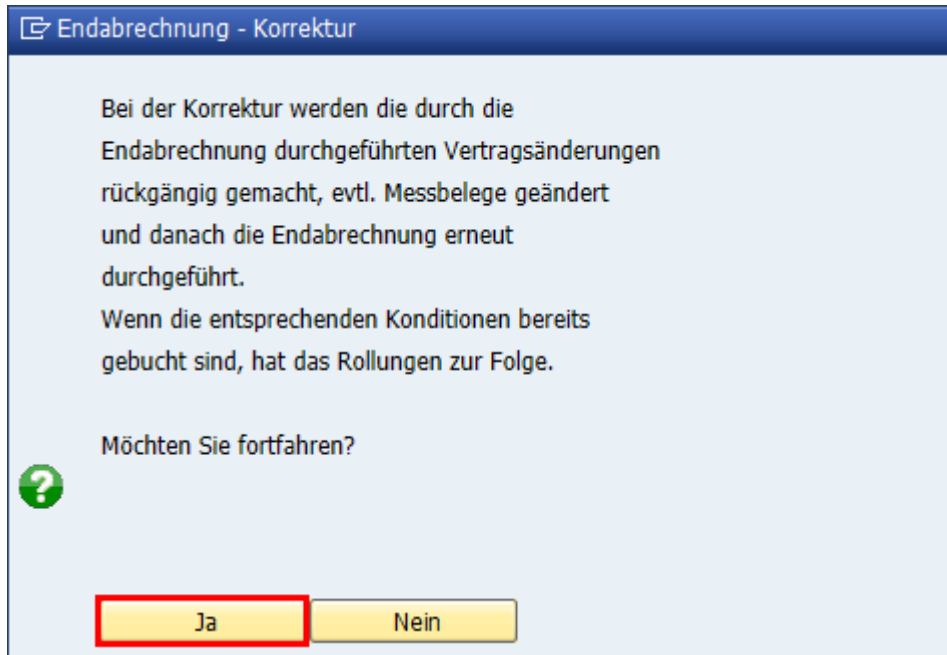 Endabrechnung - Korrektur
Bei der Korrektur werden die durch die
Endabrechnung durchgeführten Vertragsänderungen
rückgängig gemacht, evtl. Messbelege geändert
und danach die Endabrechnung erneut
durchgeführt.
Wenn die entsprechenden Konditionen bereits
gebucht sind, hat das Rollungen zur Folge.
Möchten Sie fortfahren?
Ja Nein